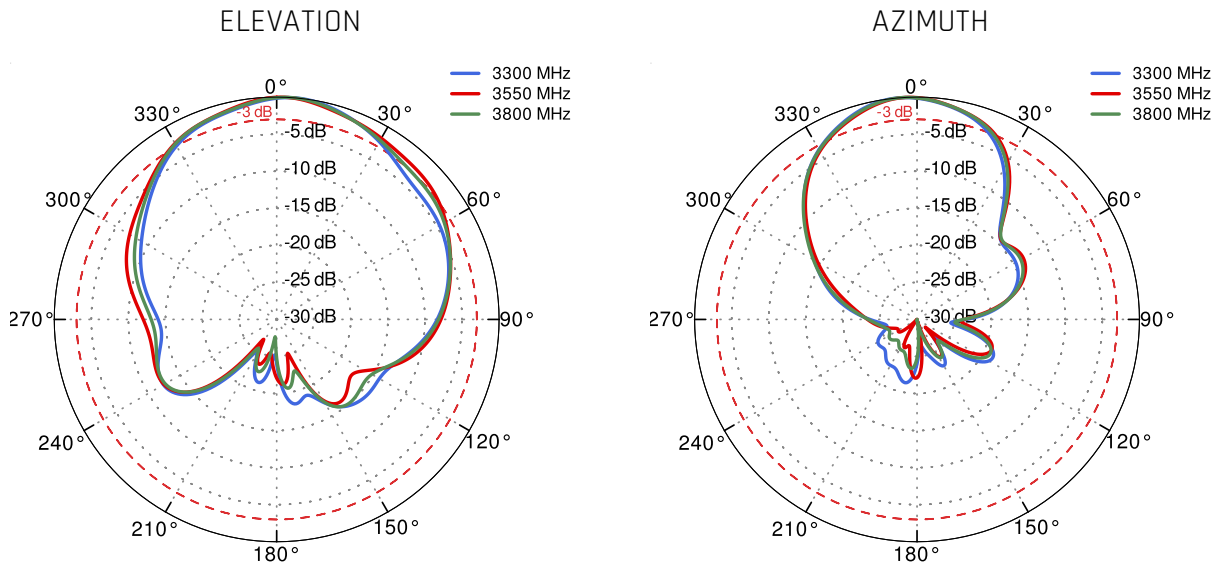 ELEVATION
3300 MHz
3550 MHz
3800 MHz
0°
-3 dB
330°
30°
-5 dB
-10 dB
300°
60°
-15 dB
-20 dB
-25 dB
270°
-30 dB
90°
240°
120°
210°
150°
180°
AZIMUTH
3300 MHz
3550 MHz
3800 MHz
0°
-3 dB
330°
30°
-5 dB
-10 dB
300°
60°
-15 dB
-20 dB
-25 dB
270°
-30 dB
90°
240°
120°
210°
150°
180°